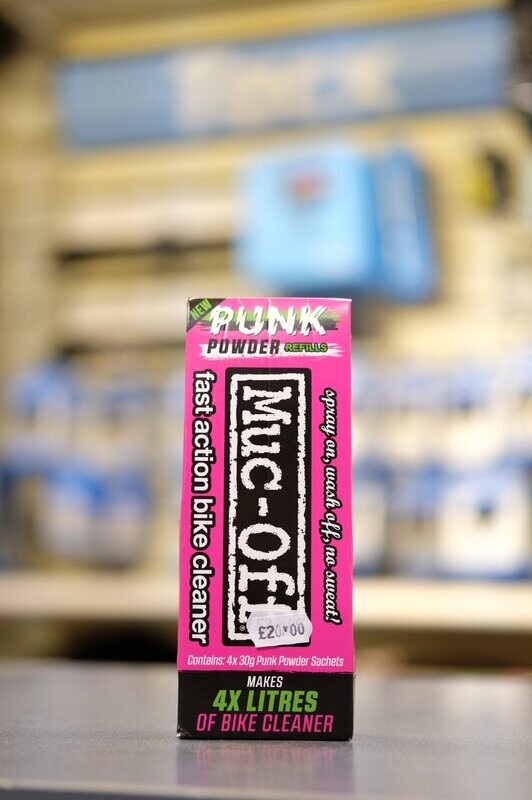 NEW
PUNK
POWDER REFILLS
fast action bike cleaner
Muc-Off
®
spray on, wash off, no sweat!
£20.00
Contains: 4x 30g Punk Powder Sachets
MAKES
4X LITRES
OF BIKE CLEANER